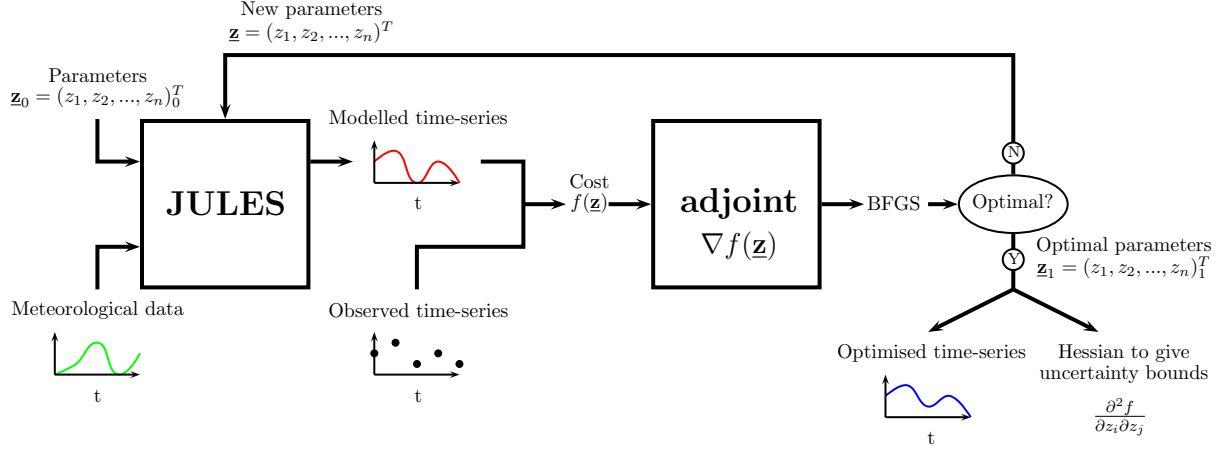 New parameters
z = (z₁, z₂, ..., zₙ)ᵀ
Parameters
z₀ = (z₁, z₂, ..., zₙ)₀ᵀ
JULES
Meteorological data
t
Modelled time-series
t
Observed time-series
t
Cost
f(z)
adjoint
∇f(z)
BFGS
N
Optimal?
Y
Optimal parameters
z₁ = (z₁, z₂, ..., zₙ)₁ᵀ
Optimised time-series
t
Hessian to give
uncertainty bounds
∂²f
∂zᵢ∂zⱼ